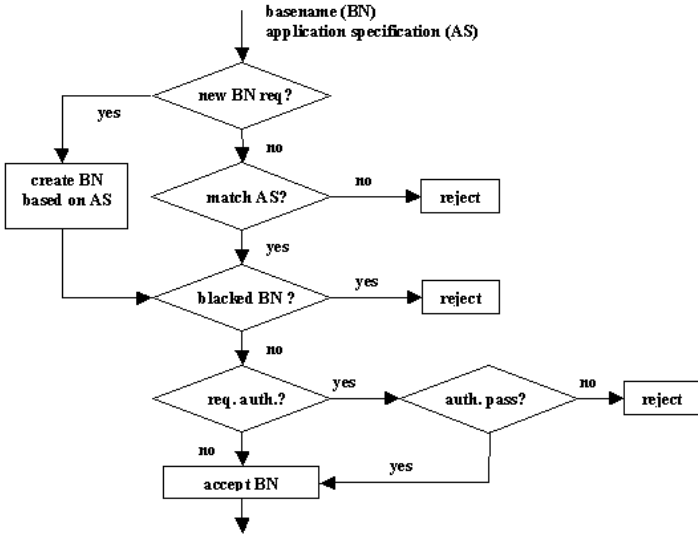 basename (BN)
application specification (AS)
new BN req?
yes
no
create BN
based on AS
match AS?
no
reject
yes
blacked BN ?
yes
reject
no
req. auth.?
yes
auth. pass?
no
reject
no
yes
accept BN